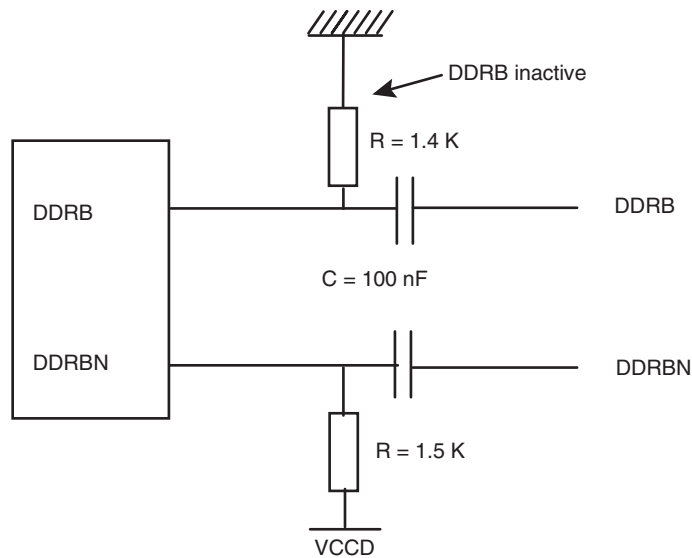 DDRB inactive
R = 1.4 K
DDRB
DDRB
C = 100 nF
DDRBN
DDRBN
R = 1.5 K
VCCD